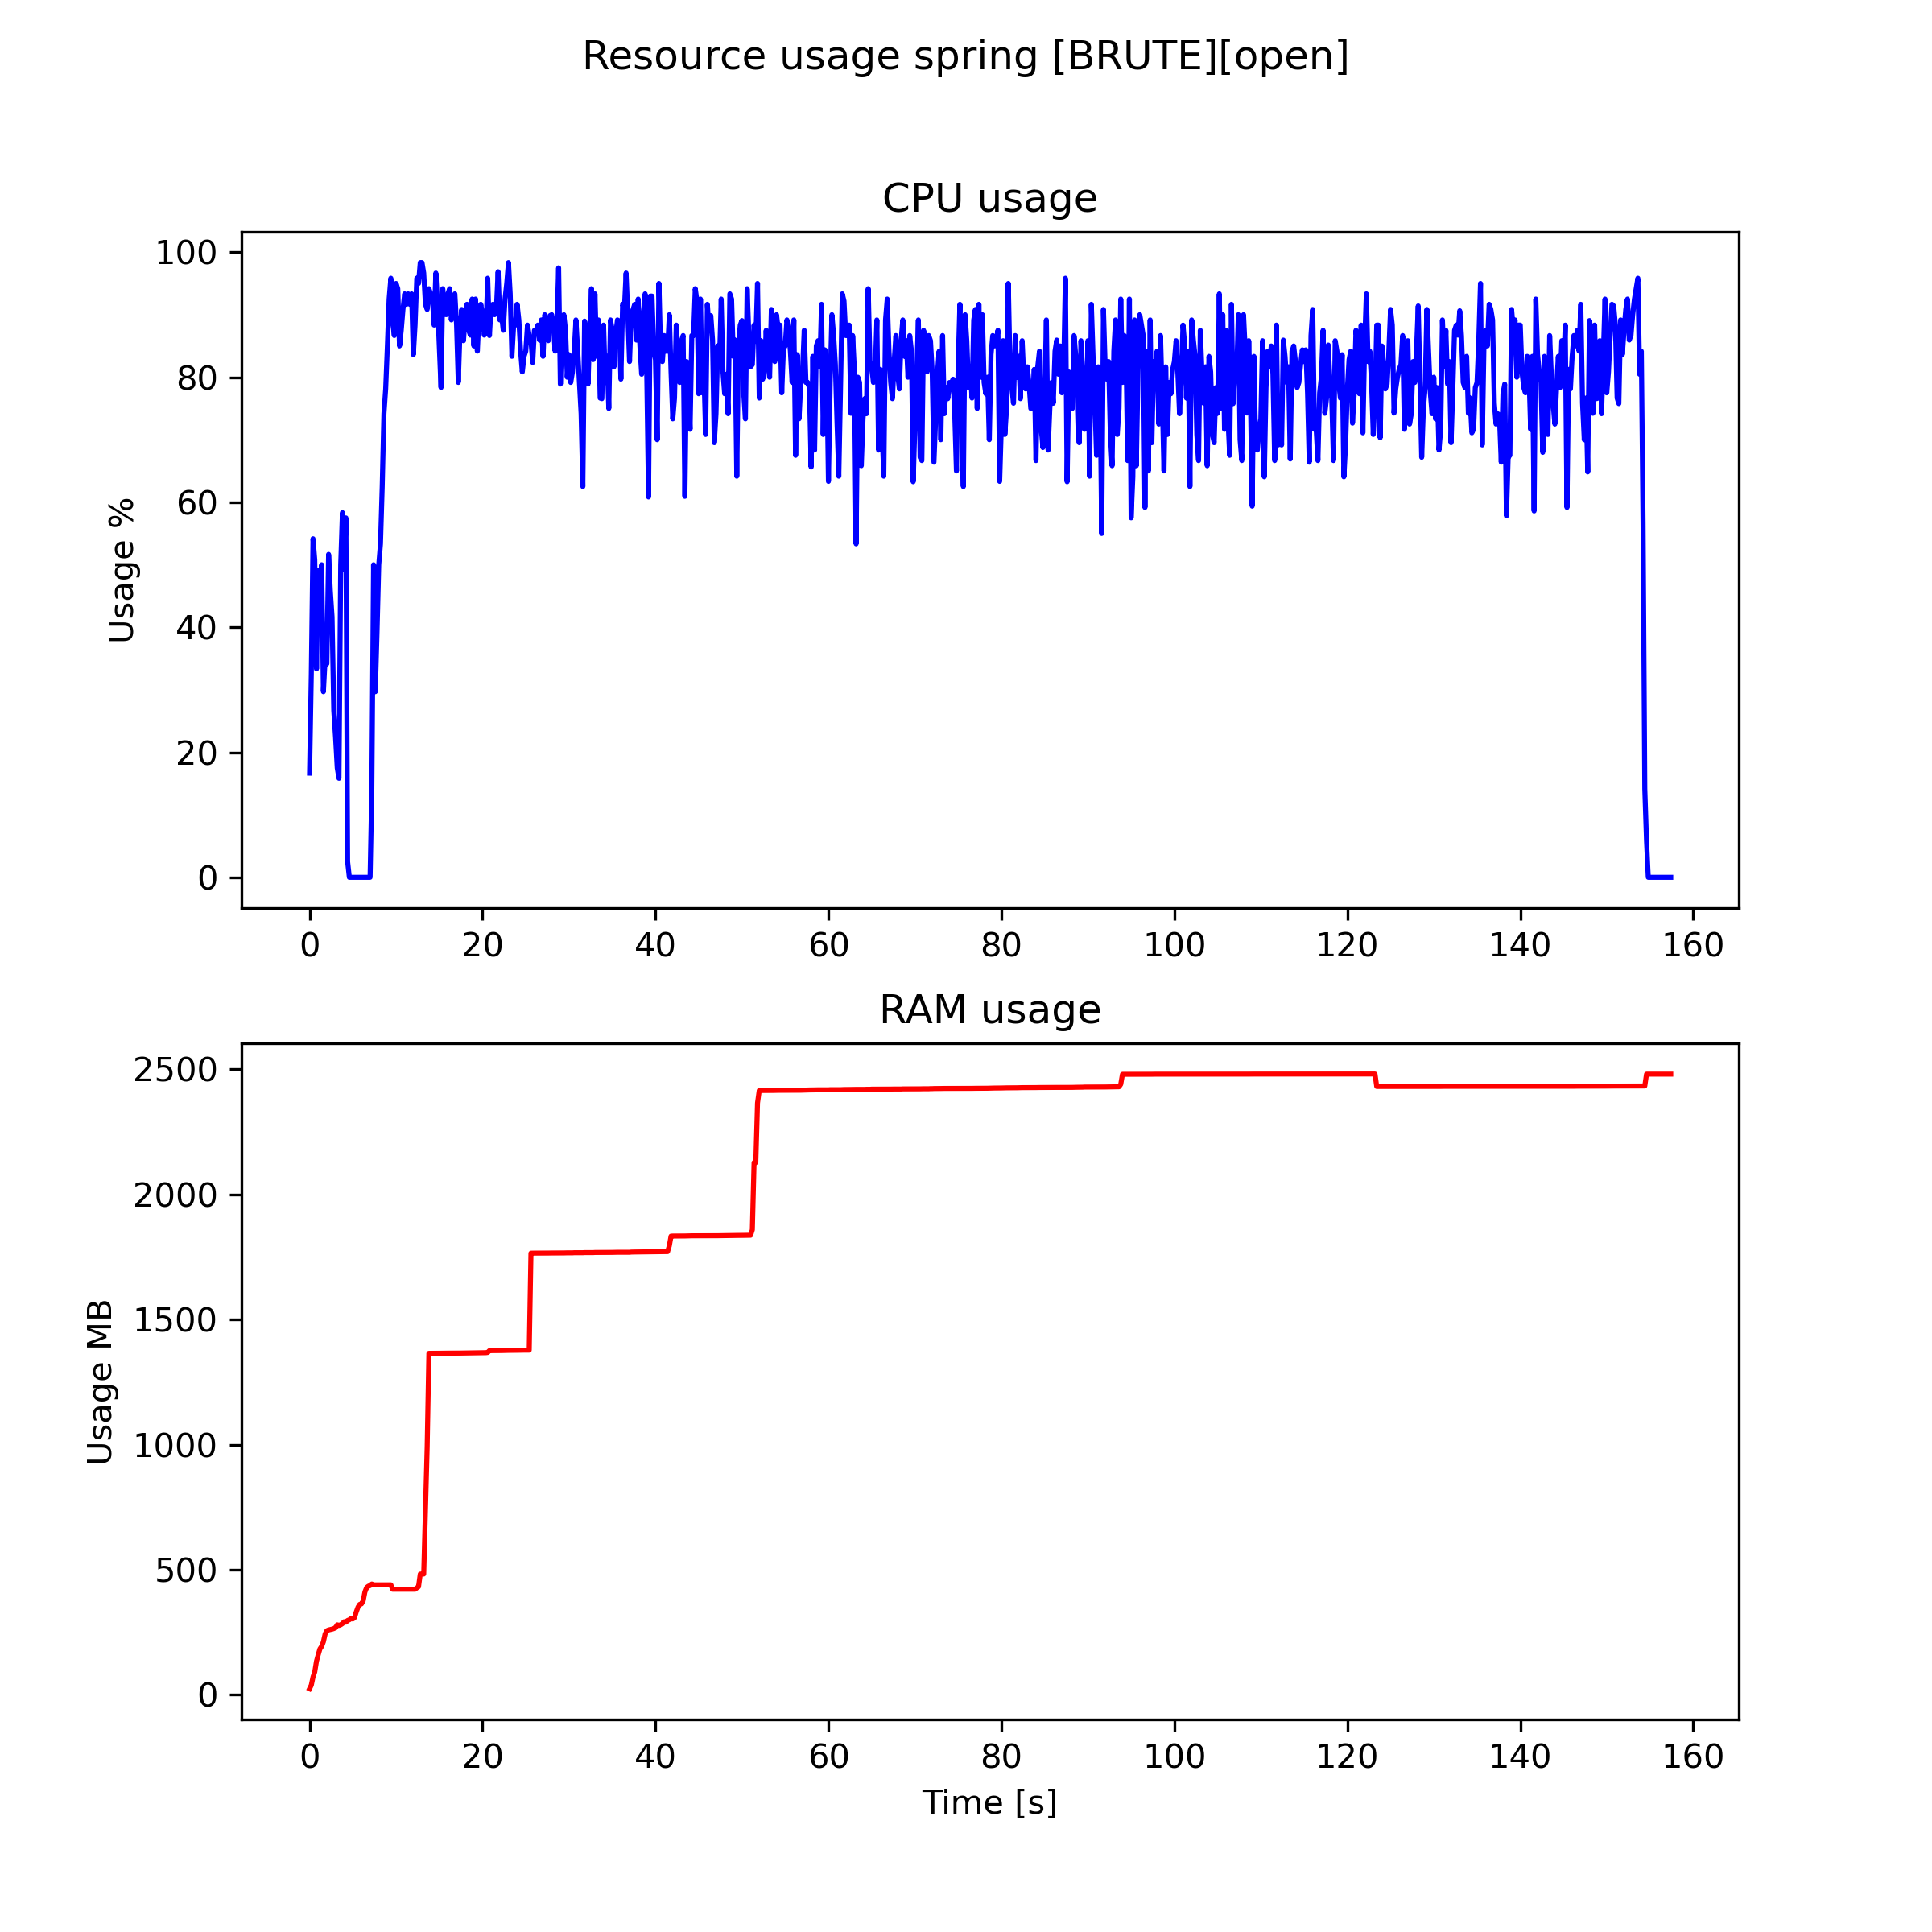 Resource usage spring [BRUTE][open]
CPU usage
Usage %
100
80
60
40
20
0
0 20 40 60 80 100 120 140 160
RAM usage
Usage MB
2500
2000
1500
1000
500
0
0 20 40 60 80 100 120 140 160
Time [s]